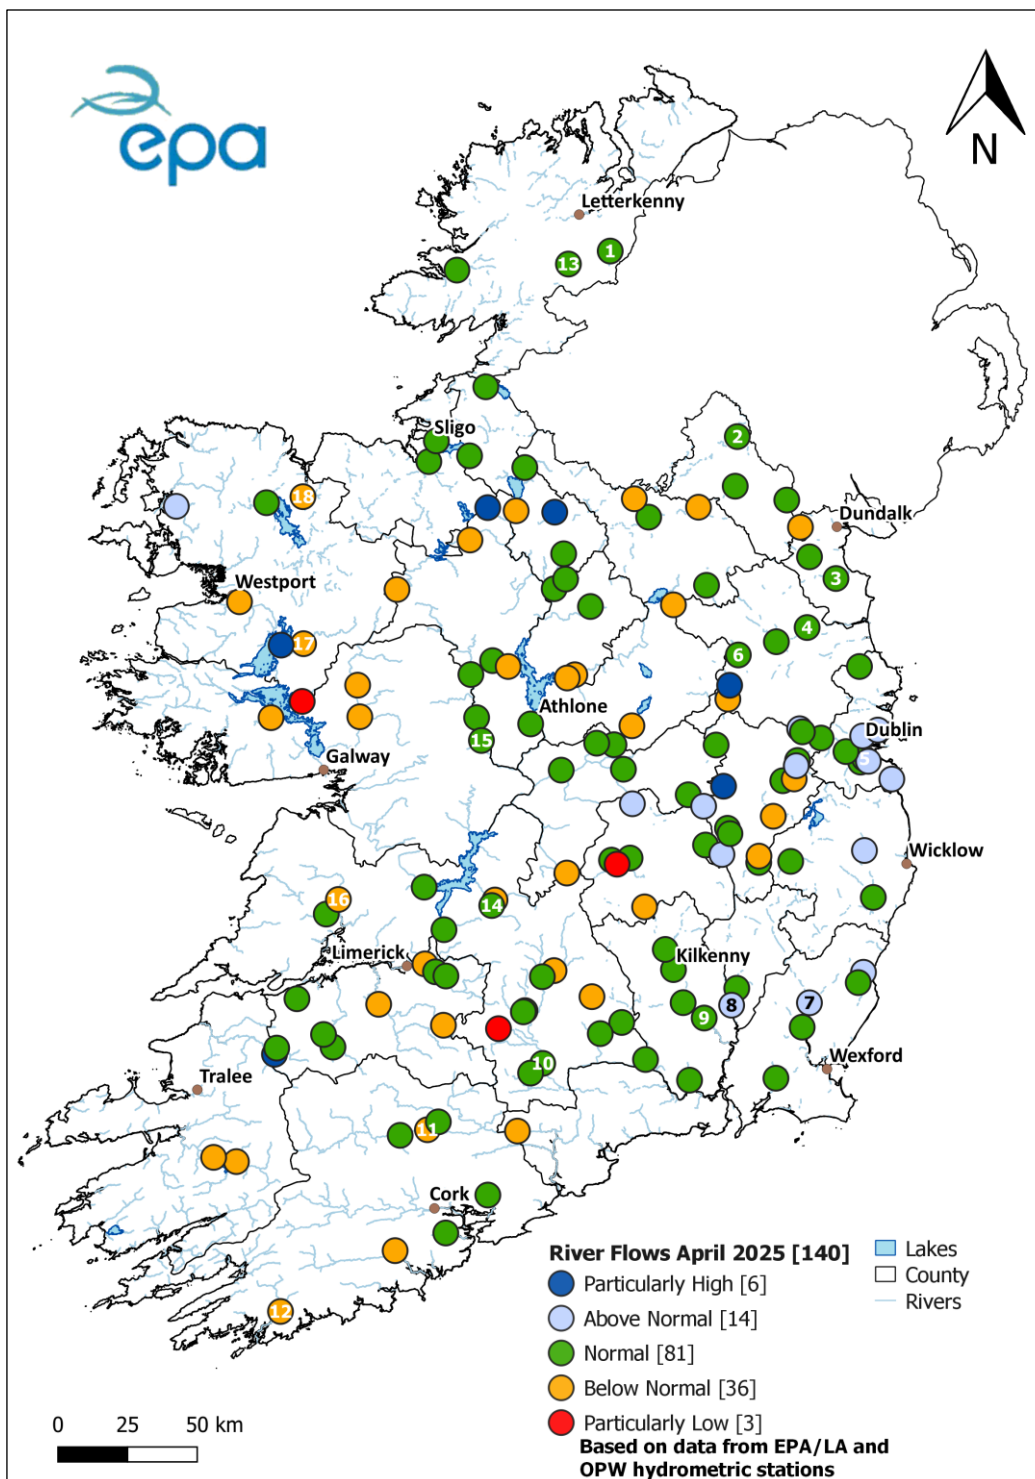 epa
N
Letterkenny
1
13
Sligo
2
18
Dundalk
Westport
3
4
17
6
Athlone
Dublin
15
5
Galway
Wicklow
16
14
Kilkenny
Limerick
8
7
9
Wexford
10
Tralee
11
Cork
12
River Flows April 2025 [140]
Particularly High [6]
Above Normal [14]
Normal [81]
Below Normal [36]
Particularly Low [3]
Lakes
County
Rivers
Based on data from EPA/LA and
OPW hydrometric stations
0 25 50 km